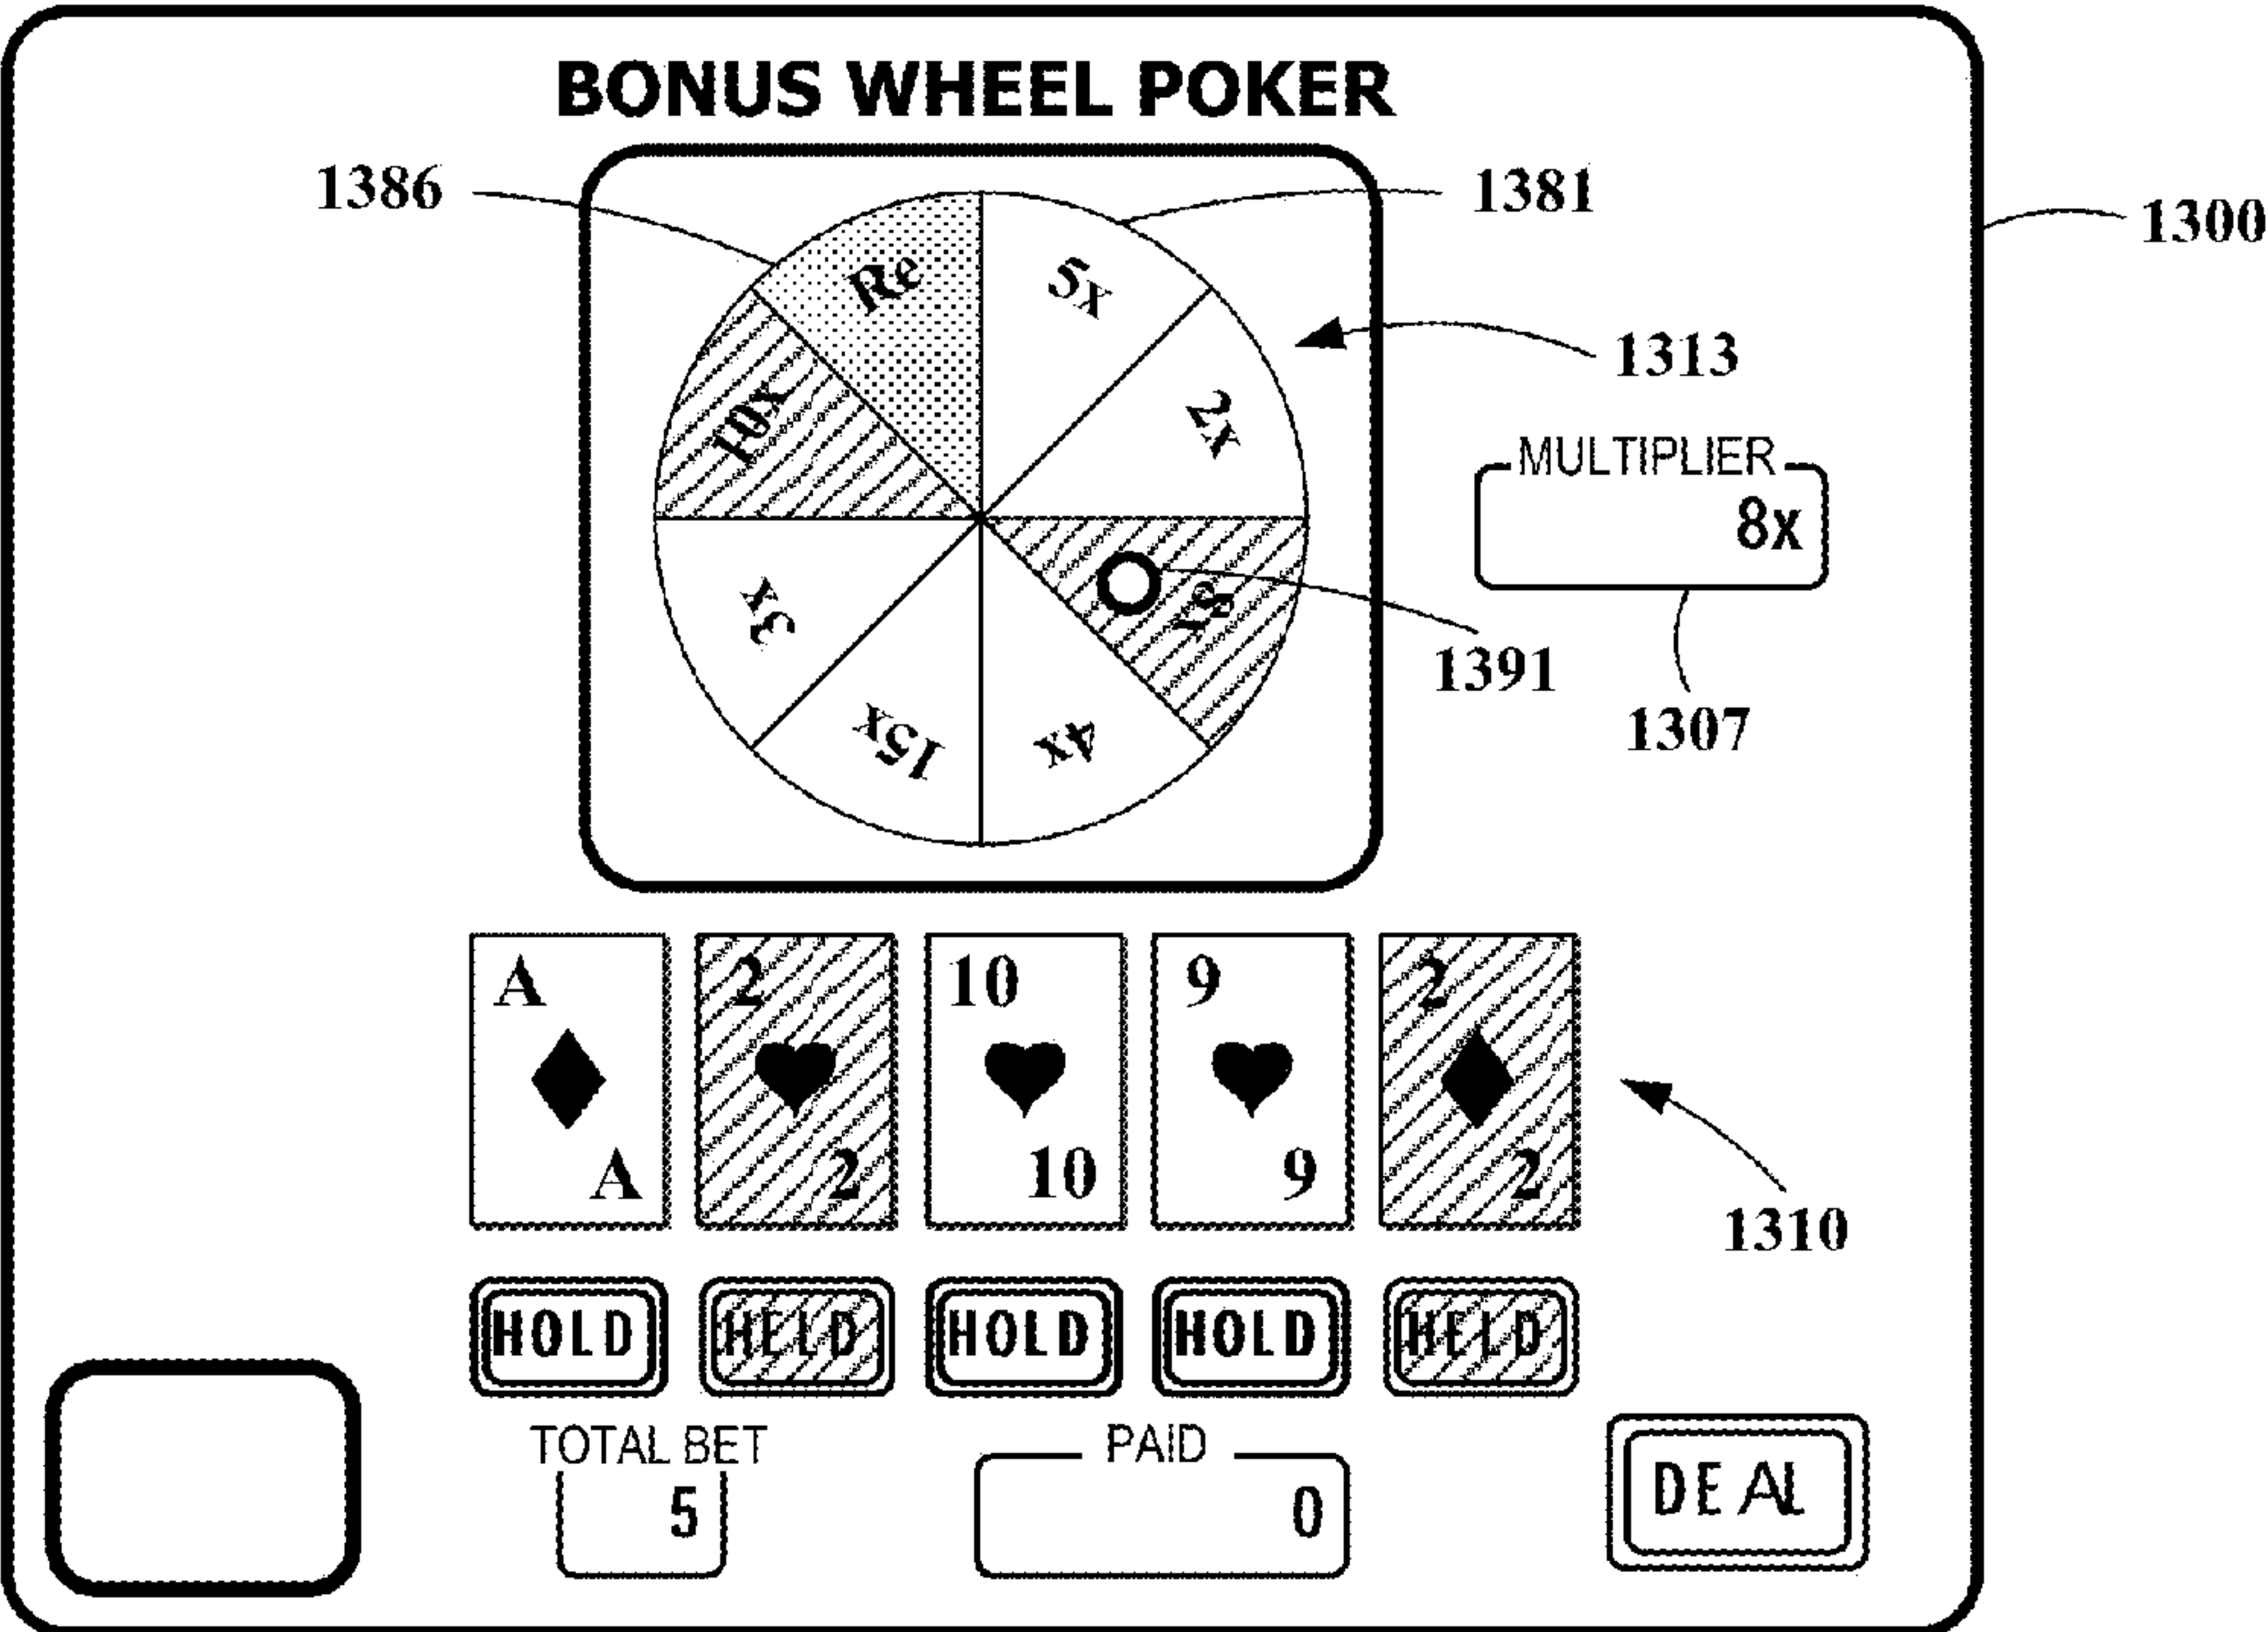 BONUS WHEEL POKER
1386
1381
1300
Re
5x
1313
10x
2x
MULTIPLIER
8x
3x
8x
1391
1307
15x
4x
A 2 10 9 2
A 2 10 9 2
1310
HOLD HELD HOLD HOLD HELD
TOTAL BET
PAID
DEAL
5
0